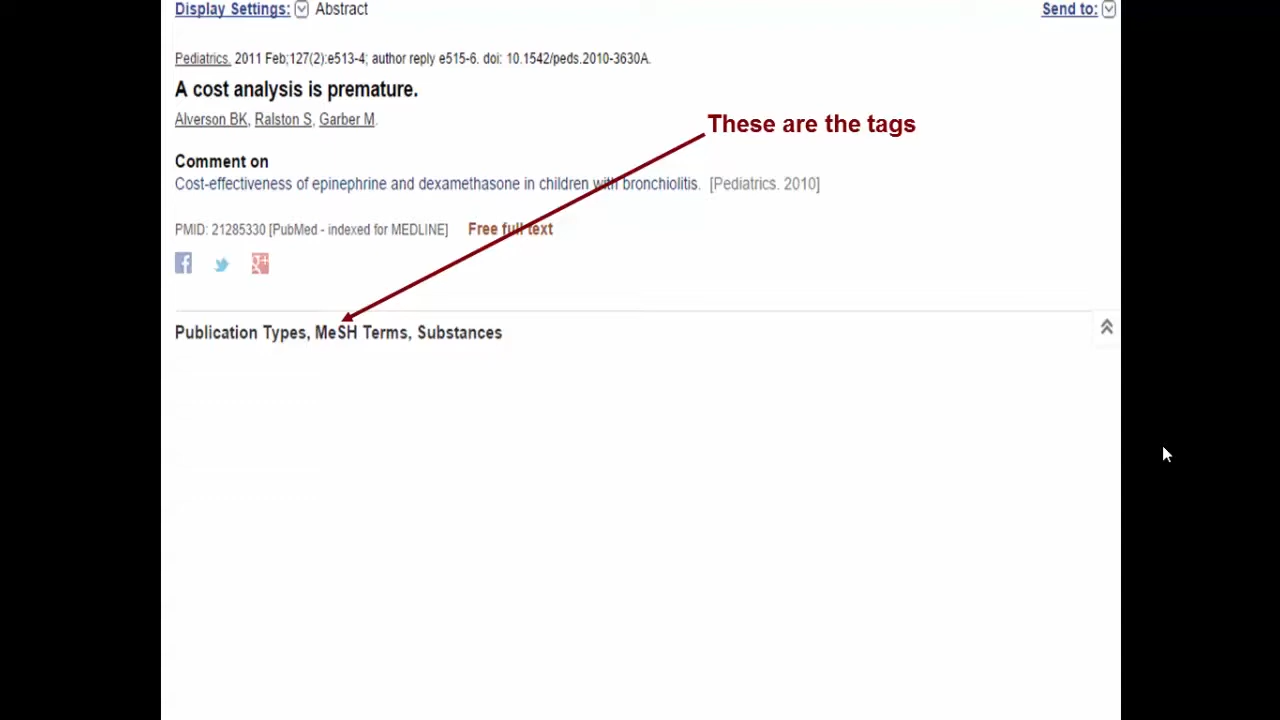 Display Settings: Abstract Send to:
Pediatrics. 2011 Feb;127(2):e513-4; author reply e515-6. doi: 10.1542/peds.2010-3630A.
A cost analysis is premature.
Alverson BK, Ralston S, Garber M.
These are the tags
Comment on
Cost-effectiveness of epinephrine and dexamethasone in children with bronchiolitis. [Pediatrics. 2010]
PMID: 21285330 [PubMed - indexed for MEDLINE] Free full text
Publication Types, MeSH Terms, Substances